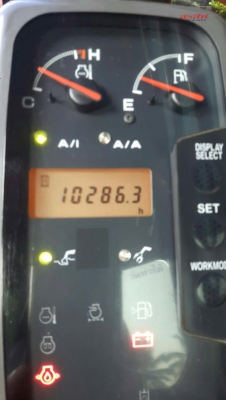 H
F
C
E
A/I A/A
DISPLAY
SELECT
10286.3
h
SET
WORKMOD